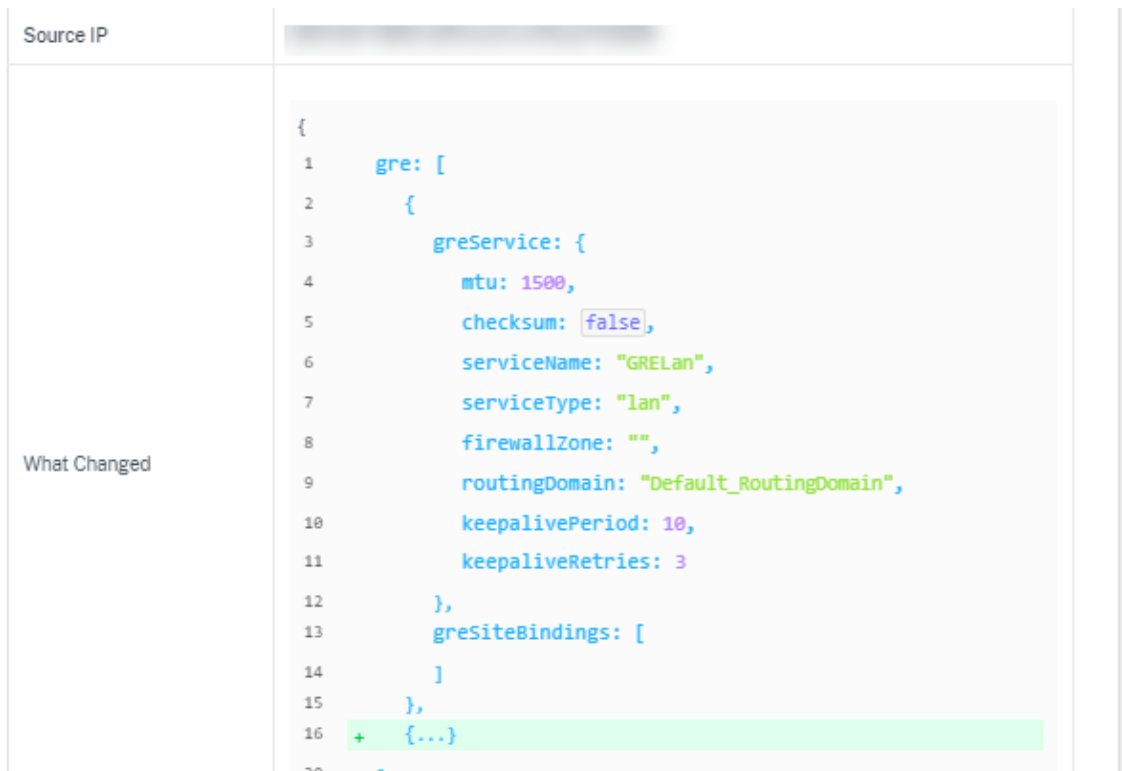 Source IP
What Changed
{
1 gre: [
2 {
3 greService: {
4 mtu: 1500,
5 checksum: false,
6 serviceName: "GRELan",
7 serviceType: "lan",
8 firewallZone: "",
9 routingDomain: "Default_RoutingDomain",
10 keepalivePeriod: 10,
11 keepaliveRetries: 3
12 },
13 greSiteBindings: [
14 ]
15 },
16 + {...}